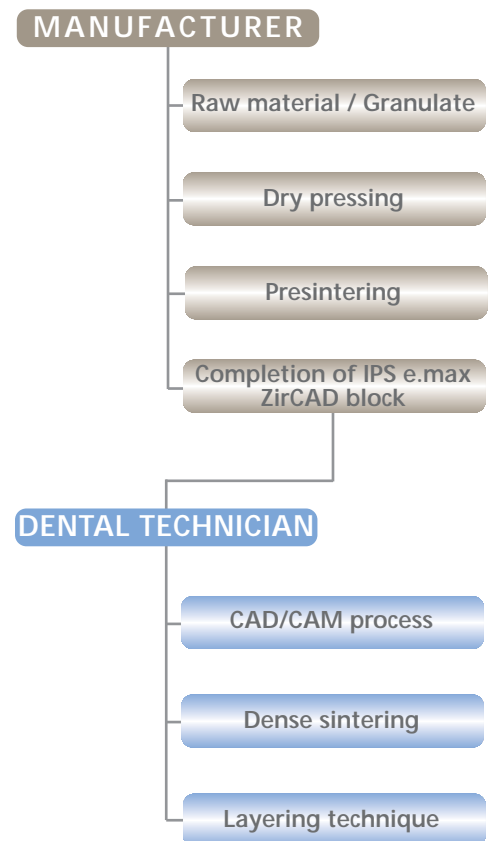 MANUFACTURER
Raw material / Granulate
Dry pressing
Presintering
Completion of IPS e.max
ZirCAD block
DENTAL TECHNICIAN
CAD/CAM process
Dense sintering
Layering technique